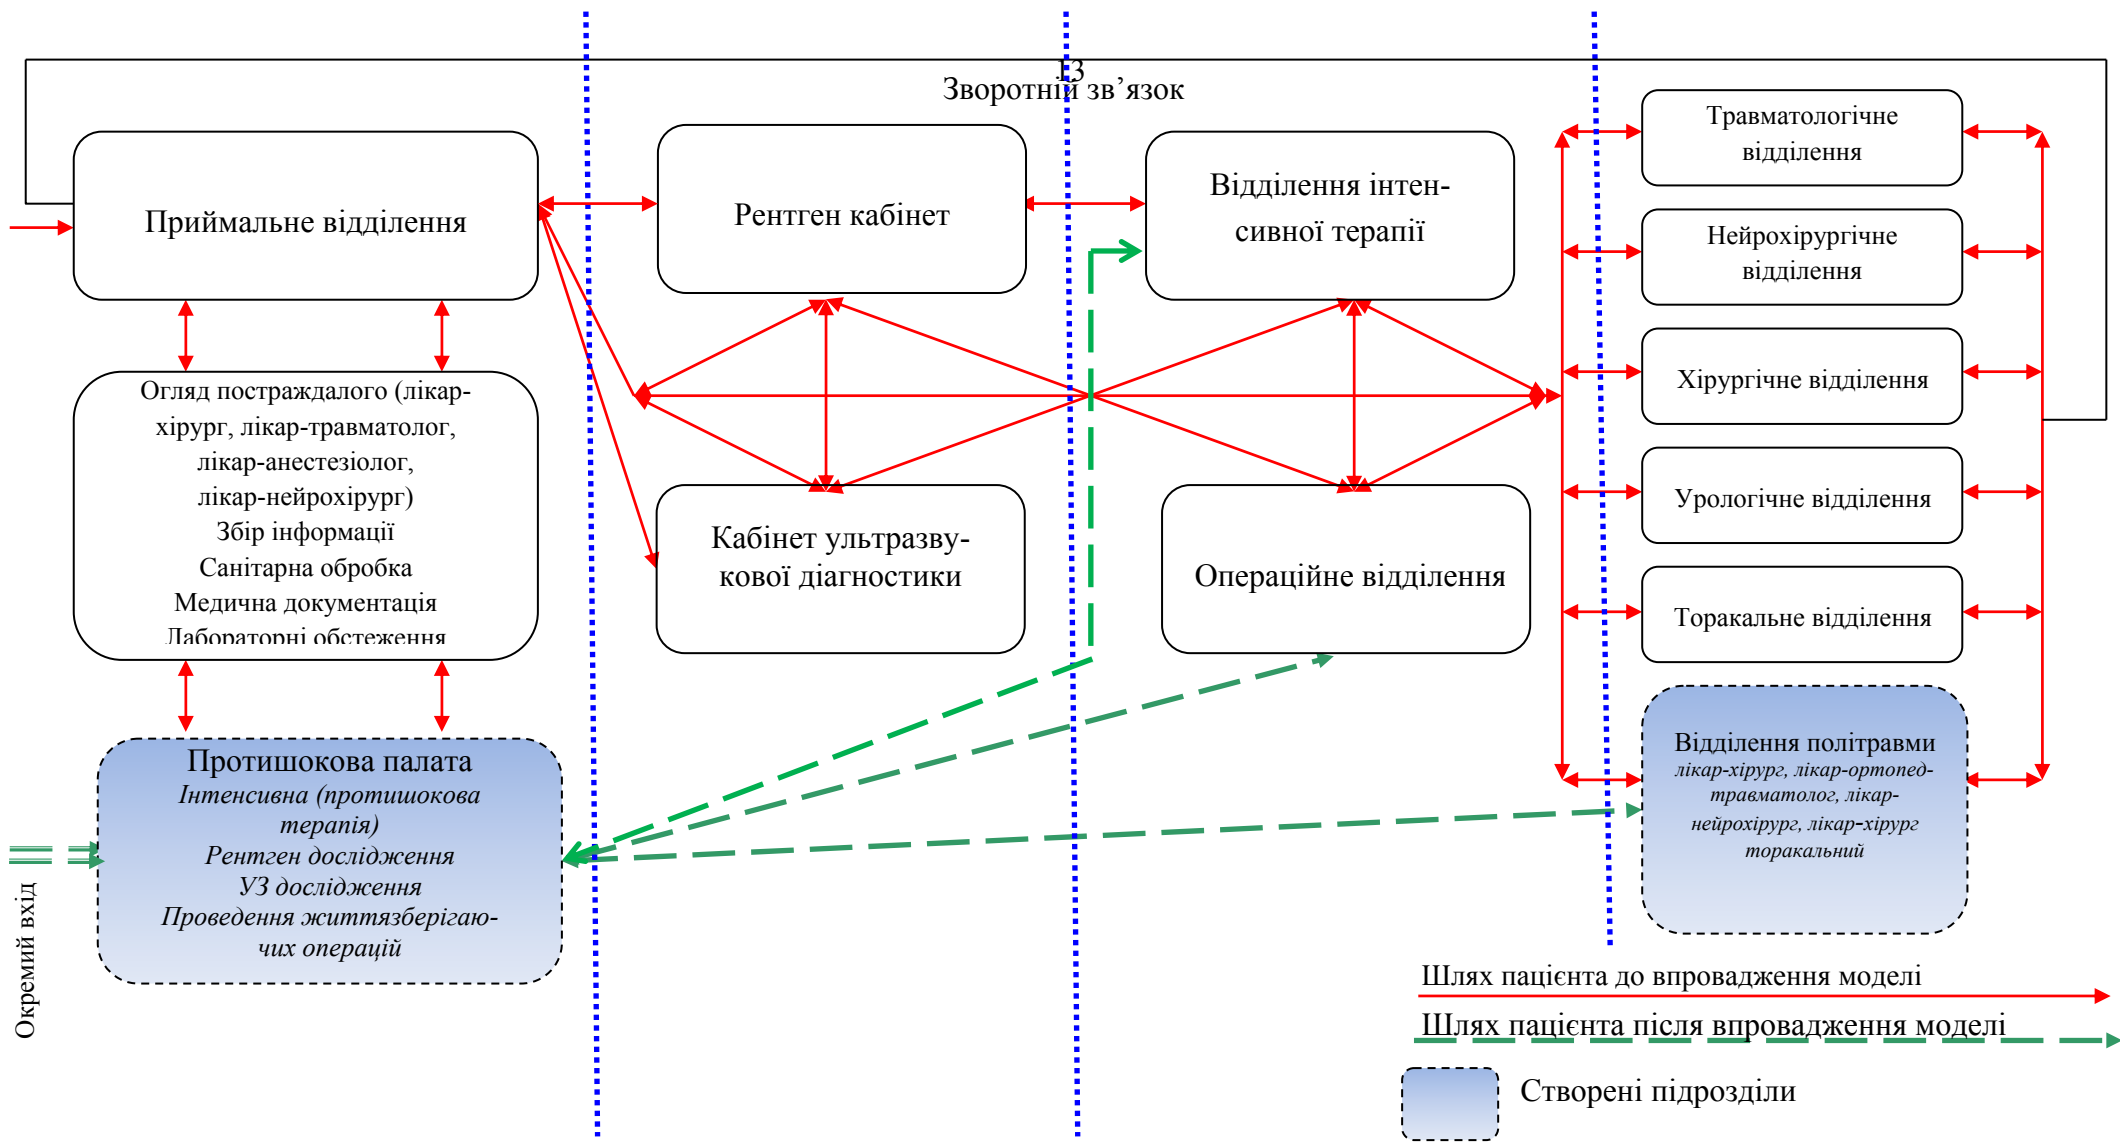 13
Зворотній зв’язок
Приймальне відділення
Огляд постраждалого (лікар-
хірург, лікар-травматолог,
лікар-анестезіолог,
лікар-нейрохірург)
Збір інформації
Санітарна обробка
Медична документація
Лабораторні обстеження
Протишокова палата
Інтенсивна (протишокова
терапія)
Рентген дослідження
УЗ дослідження
Проведення життязберігаю-
чих операцій
Окремий вхід
Рентген кабінет
Кабінет ультразву-
кової діагностики
Відділення інтен-
сивної терапії
Операційне відділення
Травматологічне
відділення
Нейрохірургічне
відділення
Хірургічне відділення
Урологічне відділення
Торакальне відділення
Відділення політравми
лікар-хірург, лікар-ортопед-
травматолог, лікар-
нейрохірург, лікар-хірург
торакальний
Шлях пацієнта до впровадження моделі
Шлях пацієнта після впровадження моделі
Створені підрозділи